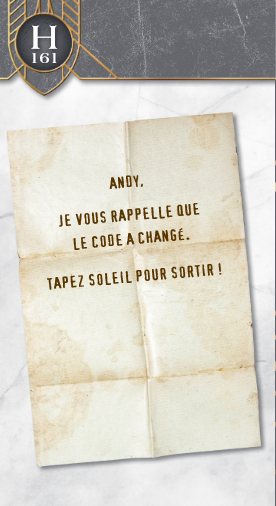 H
161
ANDY,
JE VOUS RAPPELLE QUE
LE CODE A CHANGÉ.
TAPEZ SOLEIL POUR SORTIR !